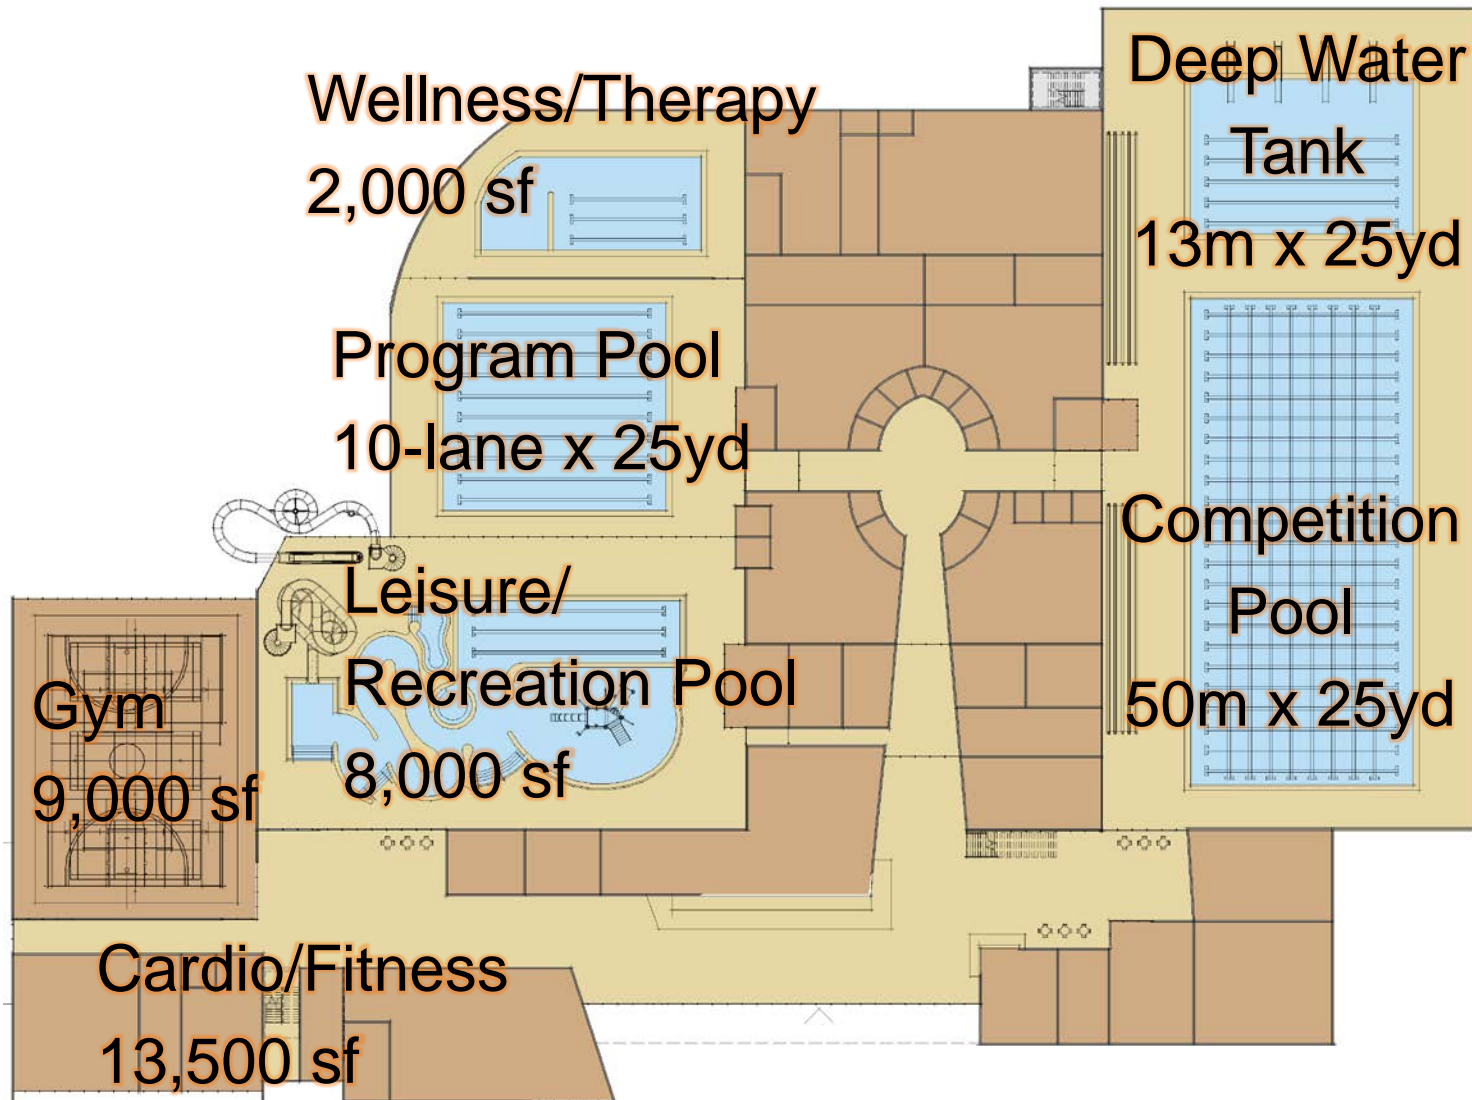 Wellness/Therapy
2,000 sf
Deep Water
Tank
13m x 25yd
Program Pool
10-lane x 25yd
Competition
Pool
50m x 25yd
Leisure/
Recreation Pool
8,000 sf
Gym
9,000 sf
Cardio/Fitness
13,500 sf